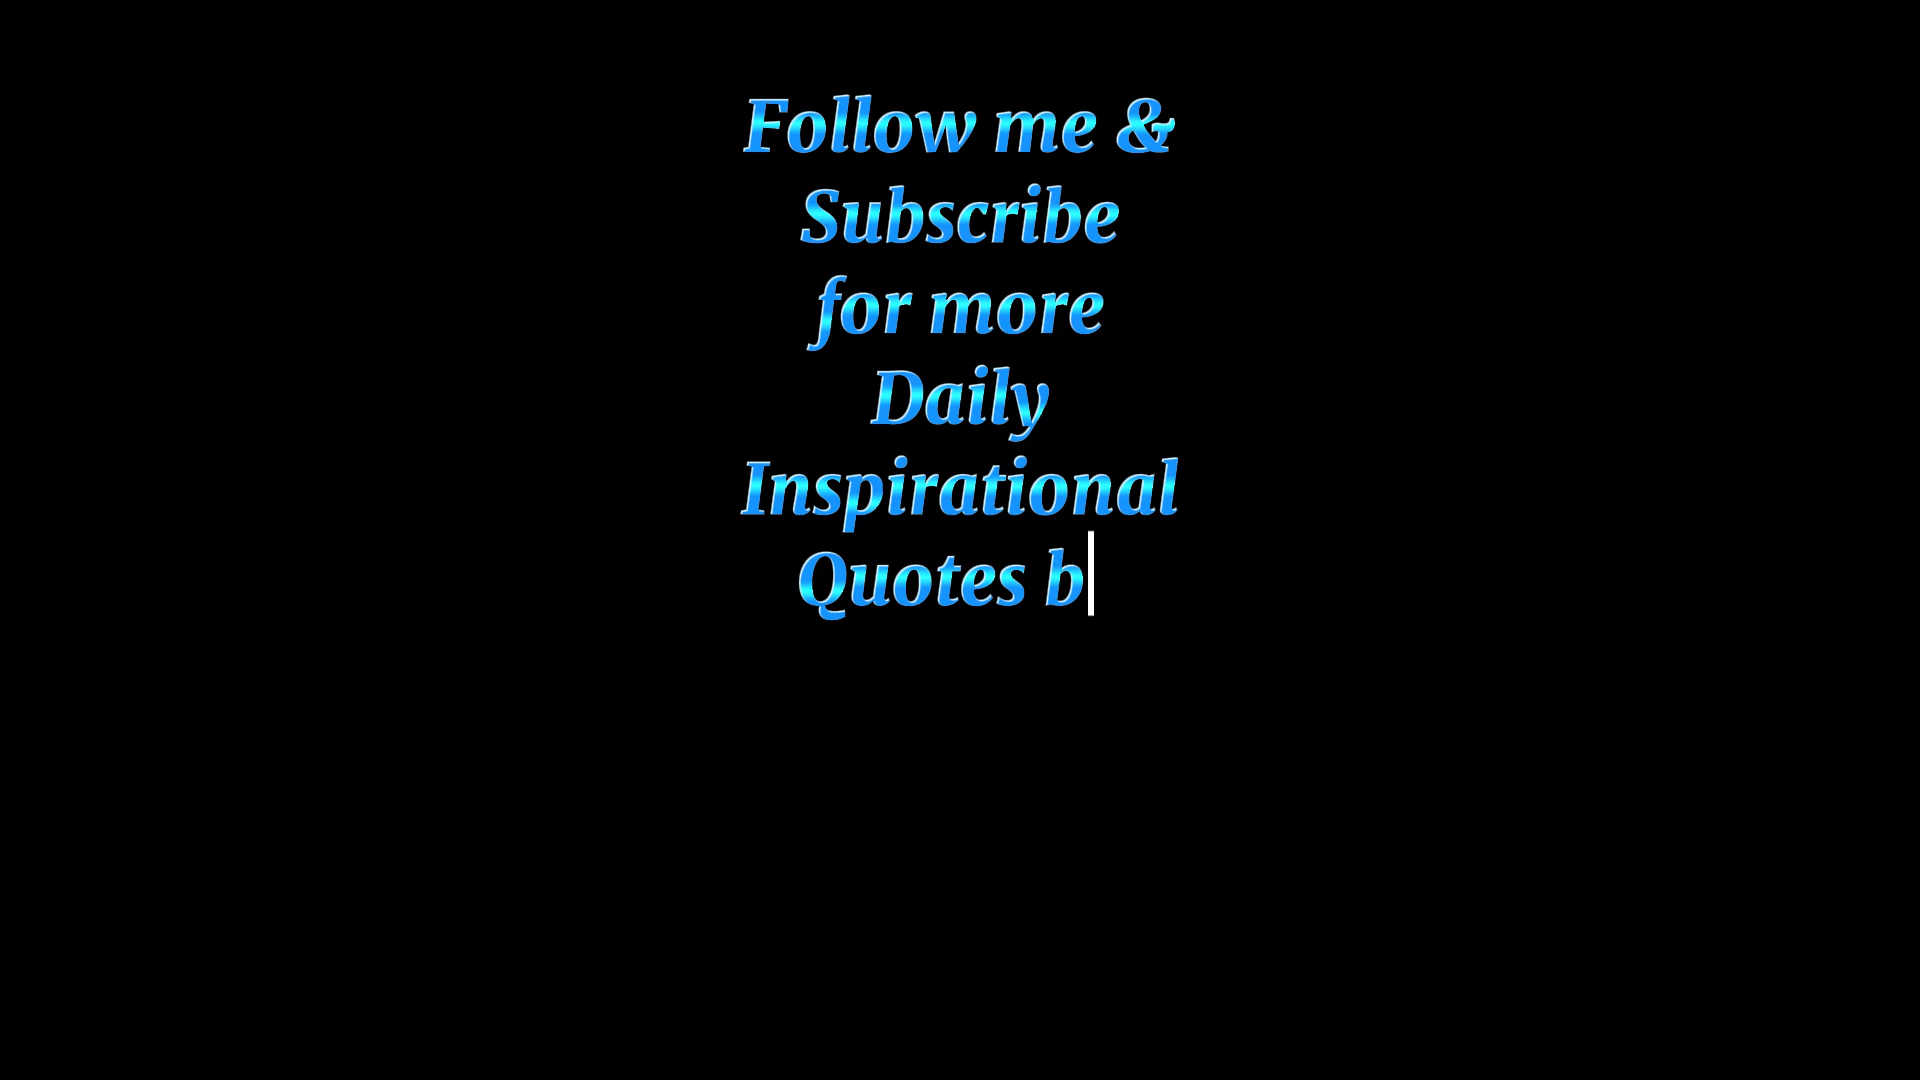 Follow me &
Subscribe
for more
Daily
Inspirational
Quotes b